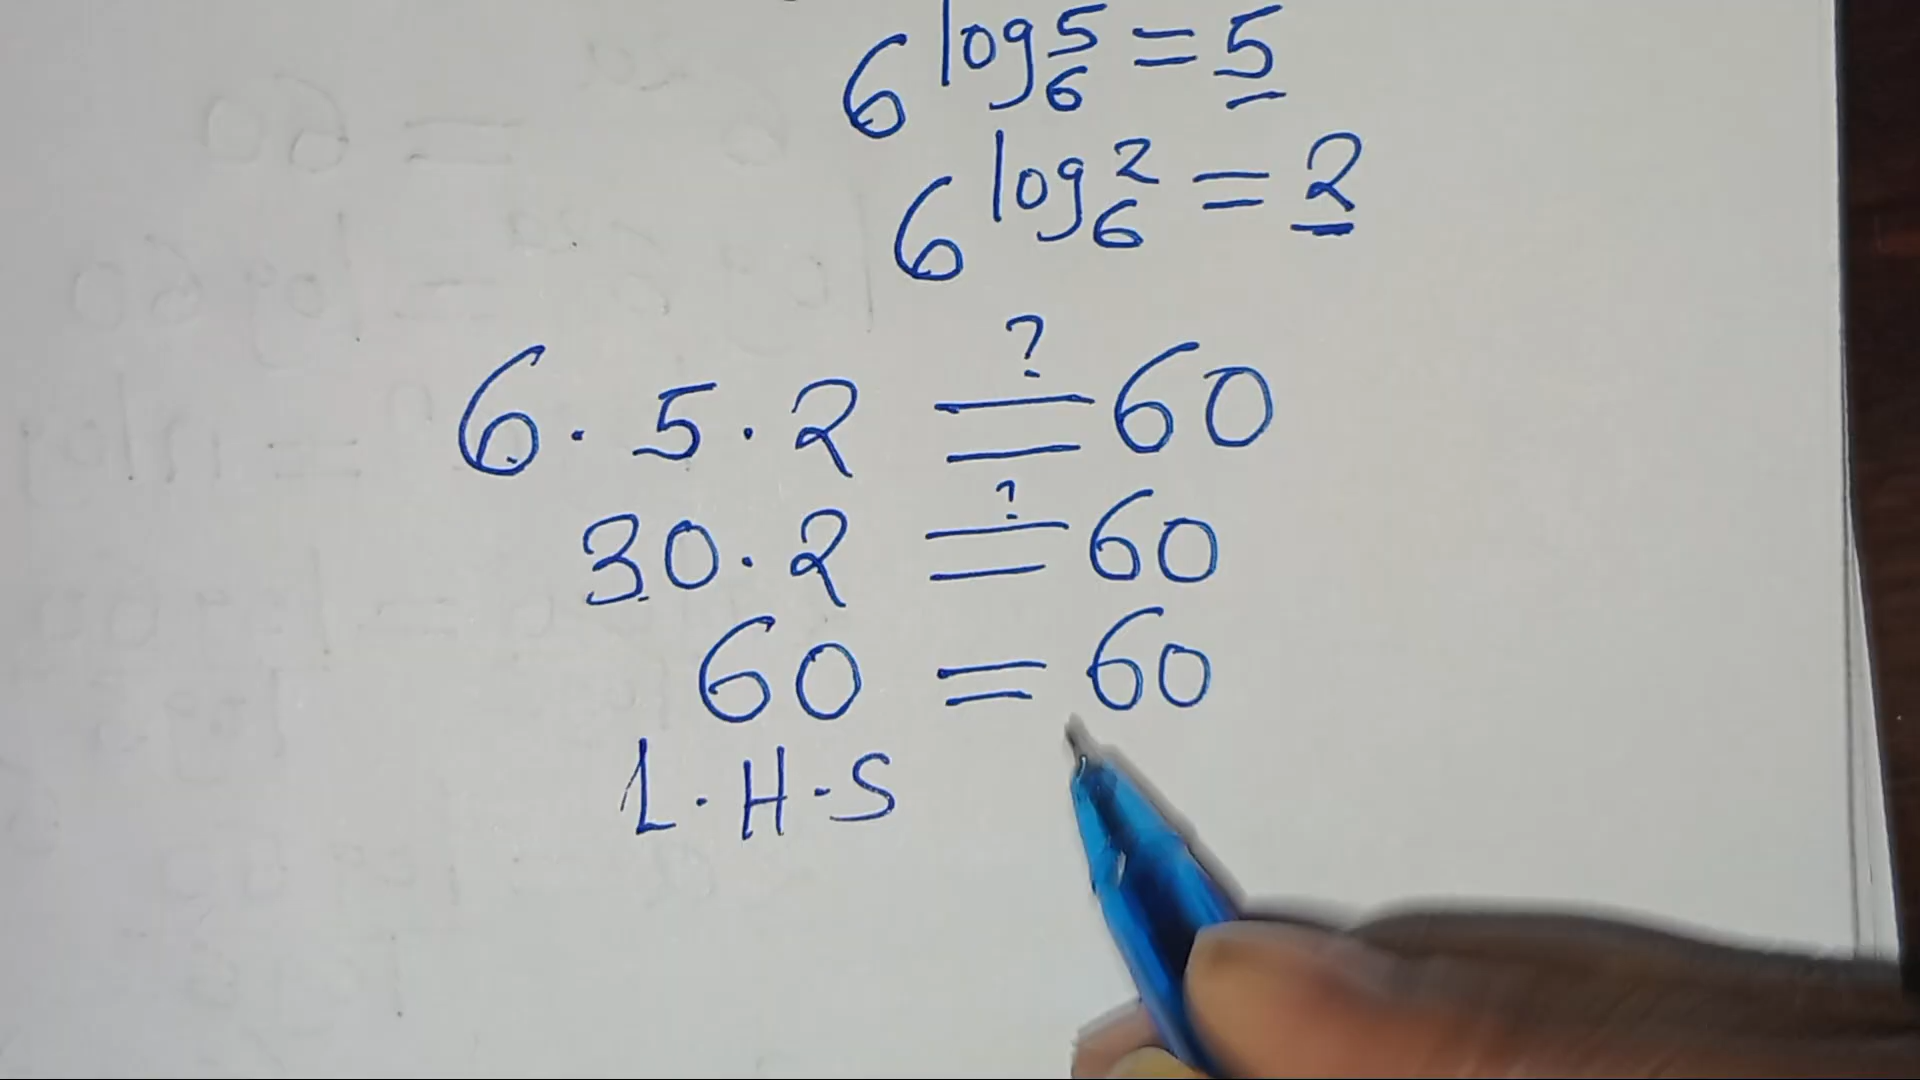 6^log_6 5 = 5
6^log_6 2 = 2
6 · 5 · 2 =? 60
30 · 2 =? 60
60 = 60
L.H.S